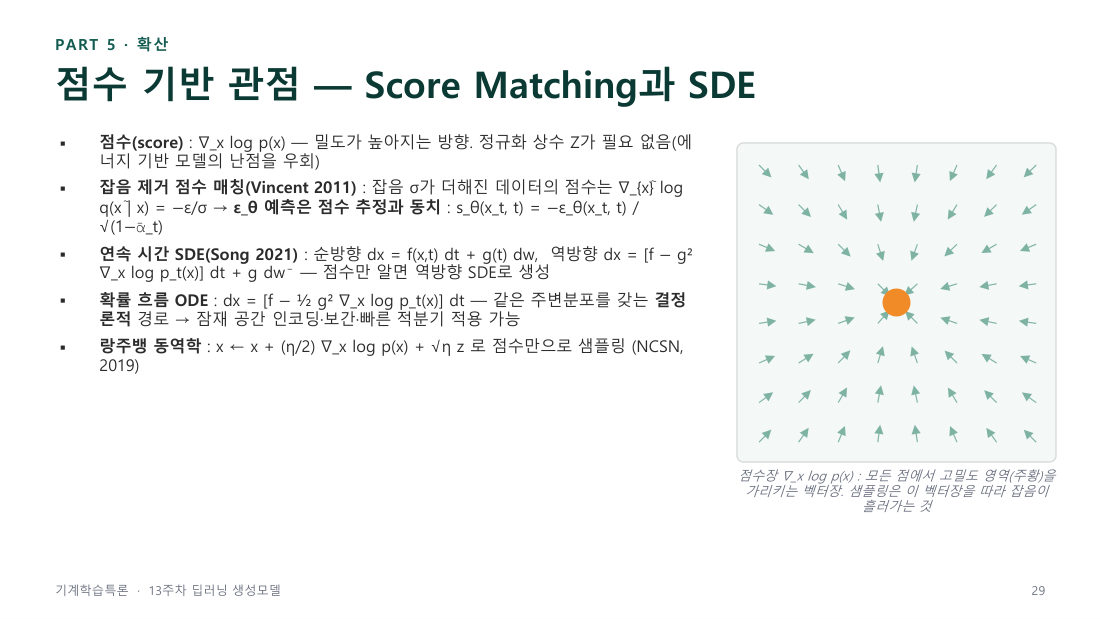 PART 5 · 확산
점수 기반 관점 — Score Matching과 SDE
▪ 점수(score) : ∇_x log p(x) — 밀도가 높아지는 방향. 정규화 상수 Z가 필요 없음(에
너지 기반 모델의 난점을 우회)
▪ 잡음 제거 점수 매칭(Vincent 2011) : 잡음 σ가 더해진 데이터의 점수는 ∇_{x̃} log
q(x̃ | x) = −ε/σ → ε_θ 예측은 점수 추정과 동치 : s_θ(x_t, t) = −ε_θ(x_t, t) /
√(1−ᾱ_t)
▪ 연속 시간 SDE(Song 2021) : 순방향 dx = f(x,t) dt + g(t) dw, 역방향 dx = [f − g²
∇_x log p_t(x)] dt + g dw̄ — 점수만 알면 역방향 SDE로 생성
▪ 확률 흐름 ODE : dx = [f − ½ g² ∇_x log p_t(x)] dt — 같은 주변분포를 갖는 결정
론적 경로 → 잠재 공간 인코딩·보간·빠른 적분기 적용 가능
▪ 랑주뱅 동역학 : x ← x + (η/2) ∇_x log p(x) + √η z 로 점수만으로 샘플링 (NCSN,
2019)
점수장 ∇_x log p(x) : 모든 점에서 고밀도 영역(주황)을
가리키는 벡터장. 샘플링은 이 벡터장을 따라 잡음이
흘러가는 것
기계학습특론 · 13주차 딥러닝 생성모델
29